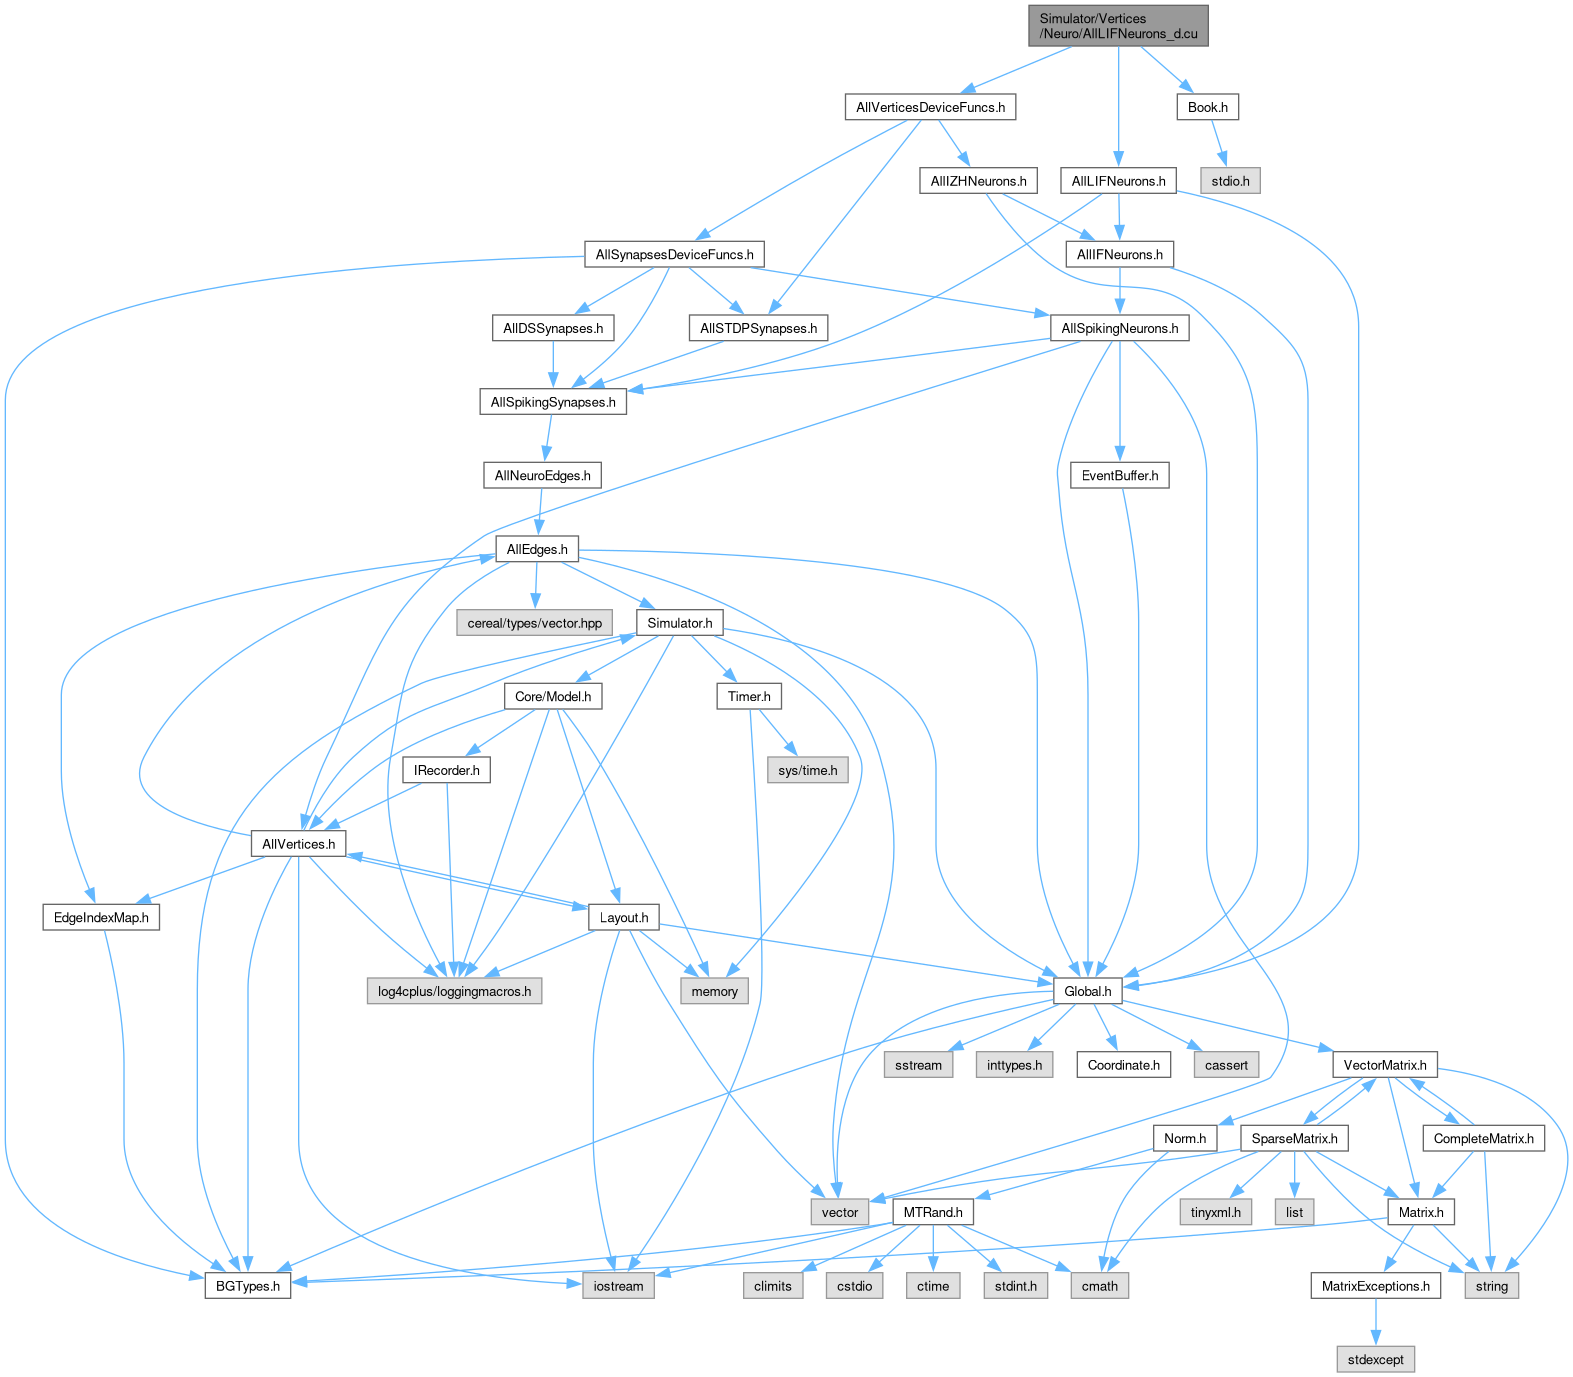 Simulator/Vertices
/Neuro/AllLIFNeurons_d.cu
AllVerticesDeviceFuncs.h
Book.h
AllIZHNeurons.h
AllLIFNeurons.h
stdio.h
AllSynapsesDeviceFuncs.h
AllIFNeurons.h
AllDSSynapses.h
AllSTDPSynapses.h
AllSpikingNeurons.h
AllSpikingSynapses.h
AllNeuroEdges.h
EventBuffer.h
AllEdges.h
cereal/types/vector.hpp
Simulator.h
Core/Model.h
Timer.h
IRecorder.h
sys/time.h
AllVertices.h
EdgeIndexMap.h
Layout.h
log4cplus/loggingmacros.h
memory
Global.h
sstream
inttypes.h
Coordinate.h
cassert
VectorMatrix.h
Norm.h
SparseMatrix.h
CompleteMatrix.h
vector
MTRand.h
tinyxml.h
list
Matrix.h
BGTypes.h
iostream
climits
cstdio
ctime
stdint.h
cmath
MatrixExceptions.h
string
stdexcept